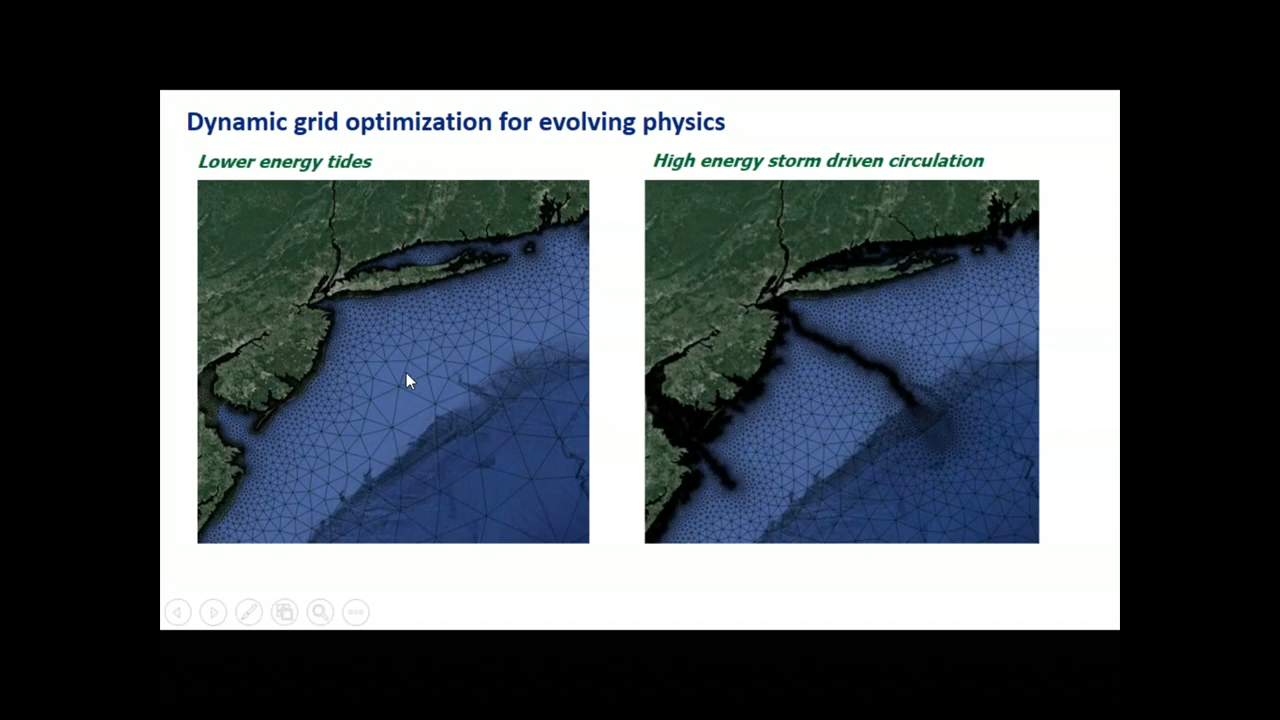 Dynamic grid optimization for evolving physics
Lower energy tides
High energy storm driven circulation